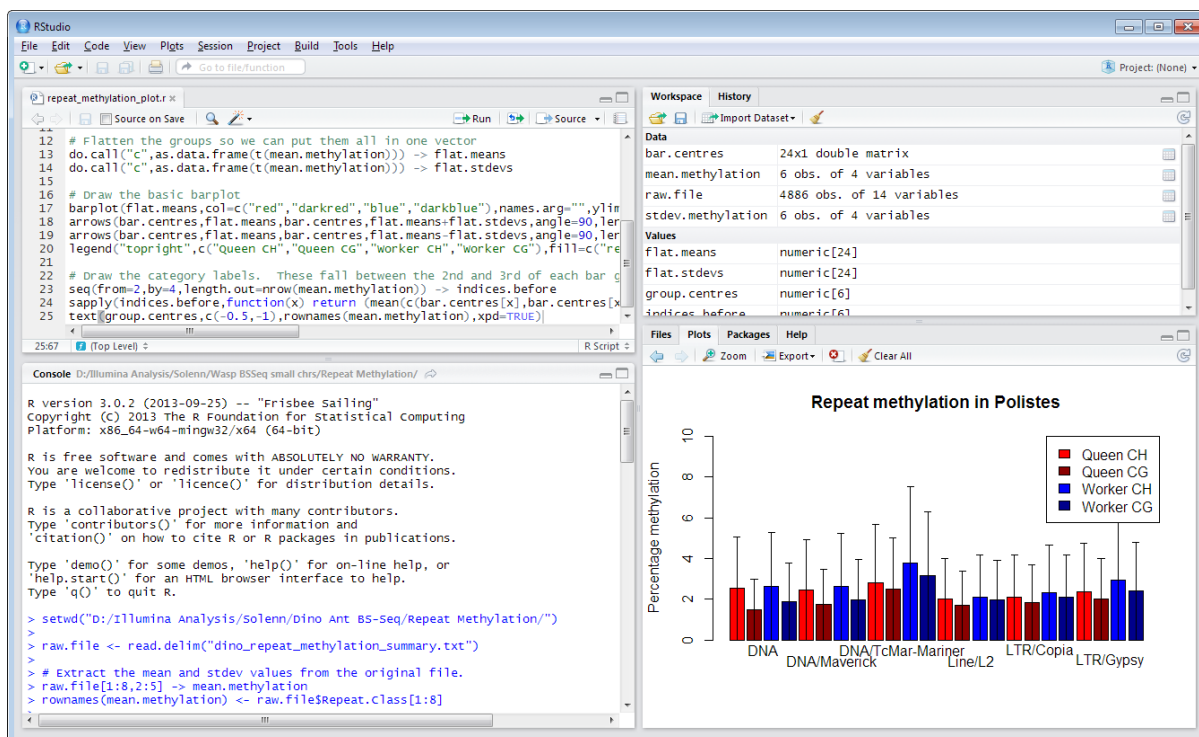 RStudio
File Edit Code View Plots Session Project Build Tools Help
Go to file/function
Project: (None)
repeat_methylation_plot.r
Source on Save Run Source
11
12 # Flatten the groups so we can put them all in one vector
13 do.call("c",as.data.frame(t(mean.methylation))) -> flat.means
14 do.call("c",as.data.frame(t(mean.methylation))) -> flat.stdevs
15
16 # Draw the basic barplot
17 barplot(flat.means,col=c("red","darkred","blue","darkblue"),names.arg="",ylim
18 arrows(bar.centres,flat.means,bar.centres,flat.means+flat.stdevs,angle=90,len
19 arrows(bar.centres,flat.means,bar.centres,flat.means-flat.stdevs,angle=90,len
20 legend("topright",c("Queen CH","Queen CG","Worker CH","Worker CG"),fill=c("re
21
22 # Draw the category labels.  These fall between the 2nd and 3rd of each bar g
23 seq(from=2,by=4,length.out=nrow(mean.methylation)) -> indices.before
24 sapply(indices.before,function(x) return (mean(c(bar.centres[x],bar.centres[x
25 text(group.centres,c(-0.5,-1),rownames(mean.methylation),xpd=TRUE)
25:67 (Top Level) R Script
Console D:/Illumina Analysis/Solenn/Wasp BSSeq small chrs/Repeat Methylation/
R version 3.0.2 (2013-09-25) -- "Frisbee Sailing"
Copyright (C) 2013 The R Foundation for Statistical Computing
Platform: x86_64-w64-mingw32/x64 (64-bit)
R is free software and comes with ABSOLUTELY NO WARRANTY.
You are welcome to redistribute it under certain conditions.
Type 'license()' or 'licence()' for distribution details.
R is a collaborative project with many contributors.
Type 'contributors()' for more information and
'citation()' on how to cite R or R packages in publications.
Type 'demo()' for some demos, 'help()' for on-line help, or
'help.start()' for an HTML browser interface to help.
Type 'q()' to quit R.
> setwd("D:/Illumina Analysis/Solenn/Dino Ant BS-Seq/Repeat Methylation/")
>
> raw.file <- read.delim("dino_repeat_methylation_summary.txt")
>
> # Extract the mean and stdev values from the original file.
> raw.file[1:8,2:5] -> mean.methylation
> rownames(mean.methylation) <- raw.file$Repeat.Class[1:8]
Workspace History
Import Dataset
Data
bar.centres 24x1 double matrix
mean.methylation 6 obs. of 4 variables
raw.file 4886 obs. of 14 variables
stdev.methylation 6 obs. of 4 variables
Values
flat.means numeric[24]
flat.stdevs numeric[24]
group.centres numeric[6]
indices.before numeric[6]
Files Plots Packages Help
Zoom Export Clear All
Repeat methylation in Polistes
Percentage methylation
10
8
6
4
2
0
Queen CH
Queen CG
Worker CH
Worker CG
DNA
DNA/Maverick
DNA/TcMar-Mariner
Line/L2
LTR/Copia
LTR/Gypsy